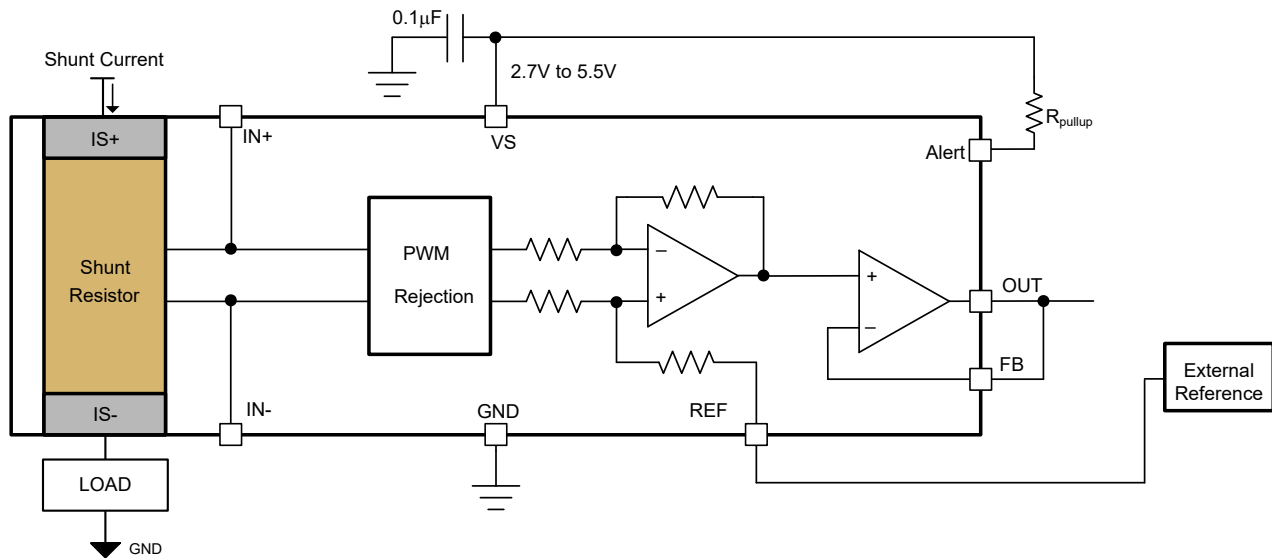 0.1µF
Shunt Current
2.7V to 5.5V
Rpullup
IS+
IN+
VS
Alert
PWM
Rejection
–
+
Shunt
Resistor
+
–
OUT
FB
External
Reference
IS-
IN-
GND
REF
LOAD
GND